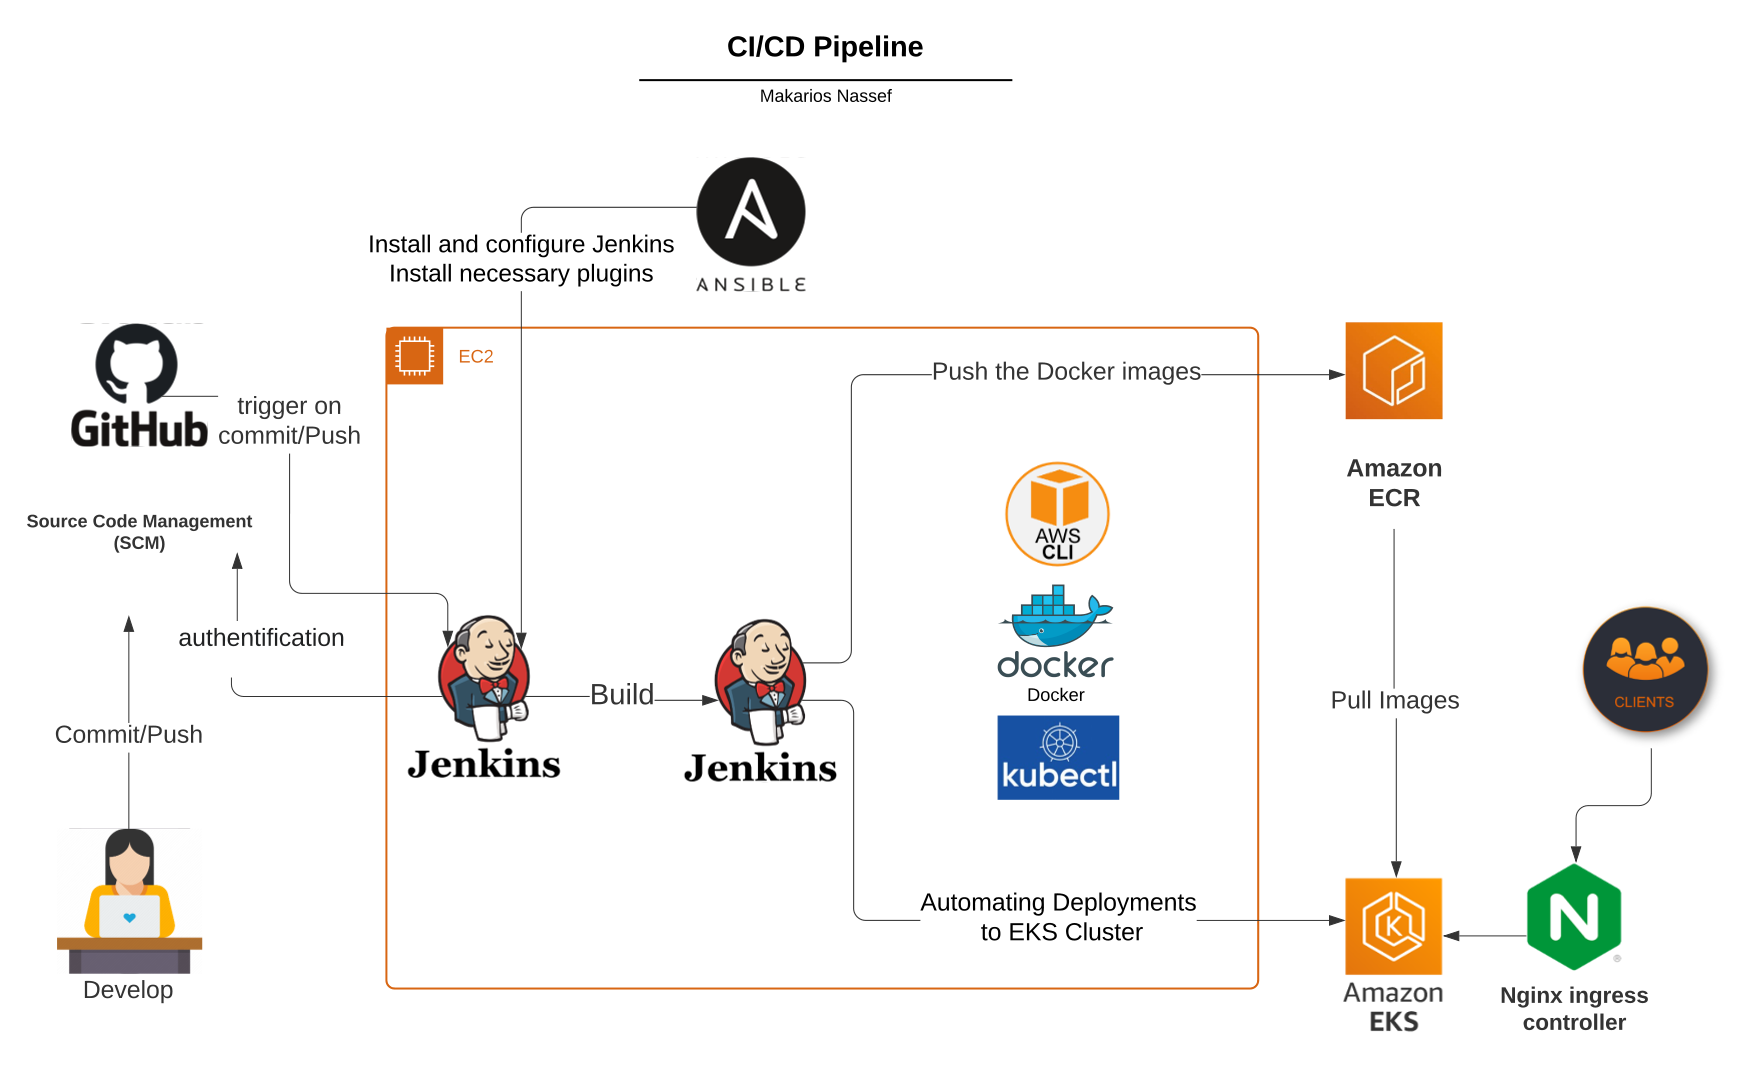 CI/CD Pipeline
Makarios Nassef
ANSIBLE
Install and configure Jenkins
Install necessary plugins
EC2
GitHub
trigger on
commit/Push
Push the Docker images
Amazon
ECR
Source Code Management
(SCM)
AWS
CLI
authentification
docker
Docker
Build
Pull Images
CLIENTS
Commit/Push
Jenkins
Jenkins
kubectl
Automating Deployments
to EKS Cluster
K
N
®
Develop
Amazon
EKS
Nginx ingress
controller